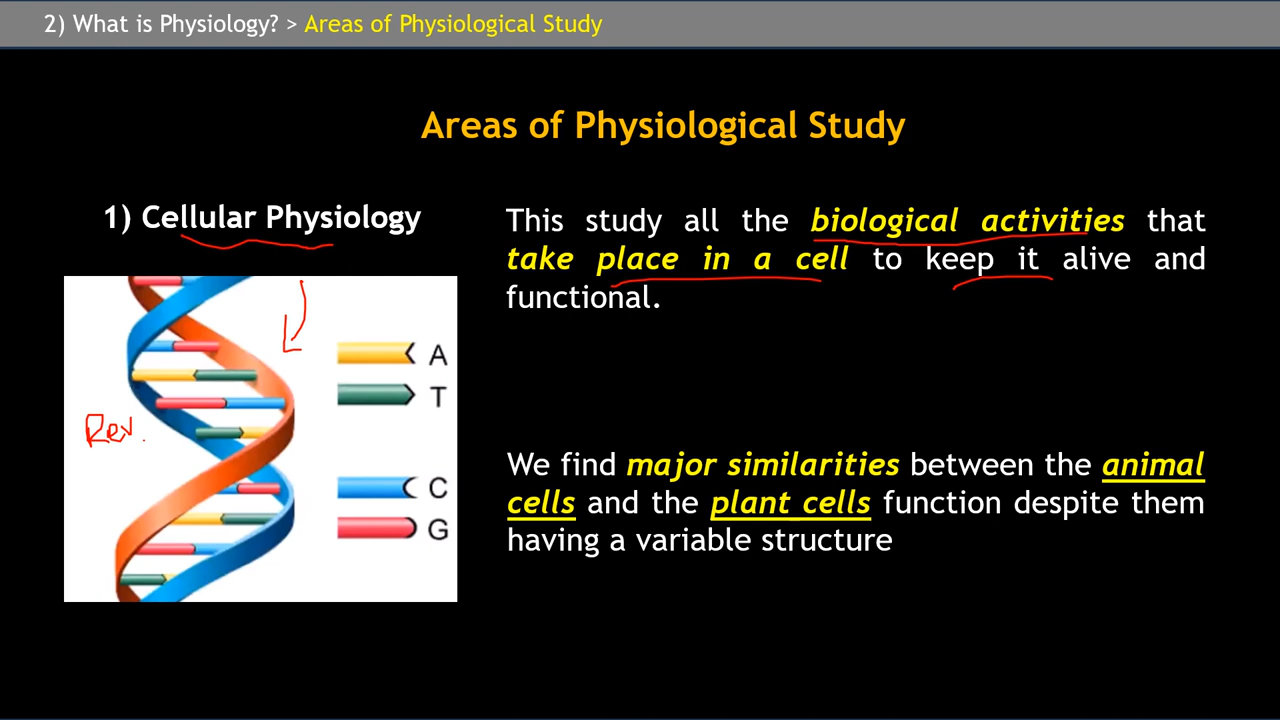 2) What is Physiology? > Areas of Physiological Study
Areas of Physiological Study
1) Cellular Physiology
This study all the biological activities that
take place in a cell to keep it alive and
functional.
A
T
Rev.
C
G
We find major similarities between the animal
cells and the plant cells function despite them
having a variable structure